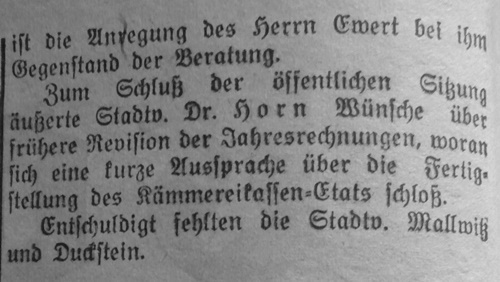 ist die Anregung des Herrn Ewert bei ihm
Gegenstand der Beratung.
Zum Schluß der öffentlichen Sitzung
äußerte Stadtv. Dr. Horn Wünsche über
frühere Revision der Jahresrechnungen, woran
sich eine kurze Aussprache über die Fertig-
stellung des Kämmereikassen-Etats schloß.
Entschuldigt fehlten die Stadtv. Mallwitz
und Duckstein.